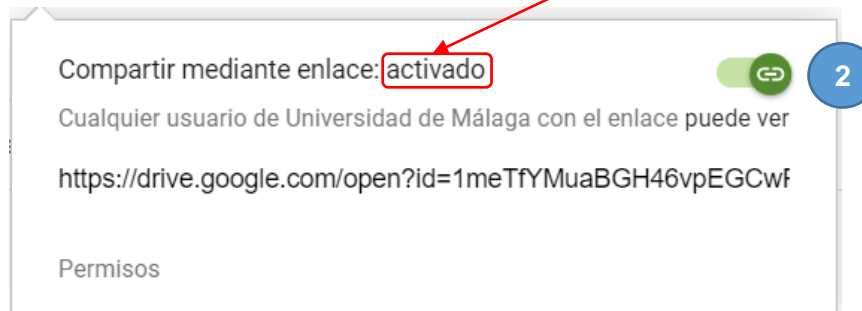 Compartir mediante enlace: activado
2
Cualquier usuario de Universidad de Málaga con el enlace puede ver
https://drive.google.com/open?id=1meTfYMuaBGH46vpEGCwF
Permisos